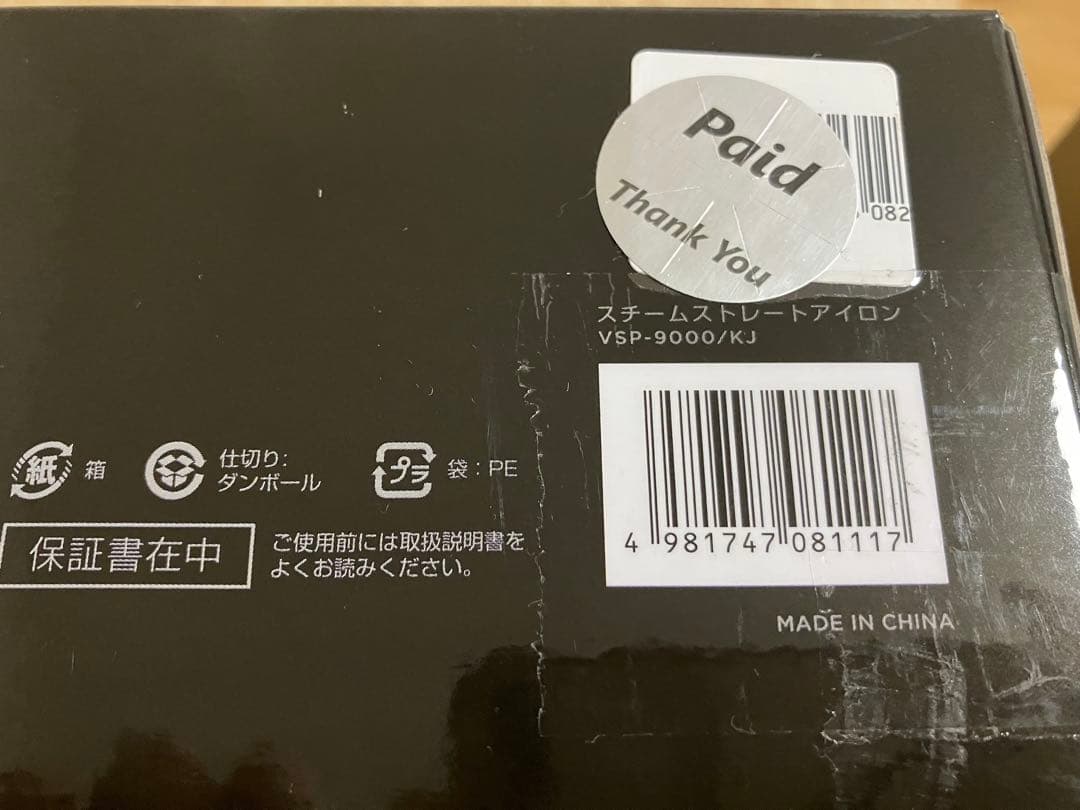 Paid
Thank You
082
スチームストレートアイロン
VSP-9000/KJ
4 981747 081117
MADE IN CHINA
紙 箱
仕切り:
ダンボール
プラ 袋:PE
保証書在中
ご使用前には取扱説明書を
よくお読みください。